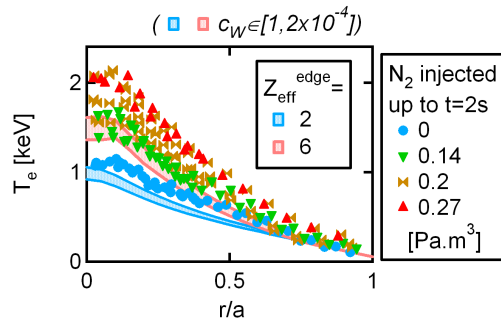 ( c_W∈[1,2x10^-4])
T_e [keV]
2
1
0
Z_eff^edge=
2
6
N_2 injected
up to t=2s
0
0.14
0.2
0.27
[Pa.m^3]
0
0.5
1
r/a